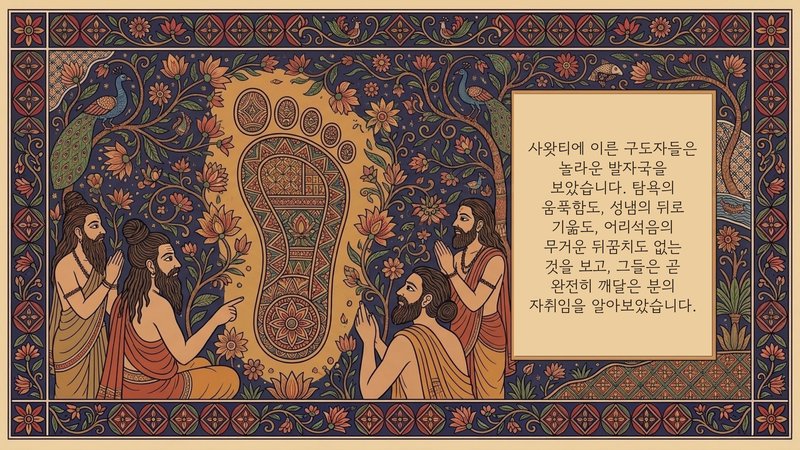 사왓티에 이른 구도자들은
놀라운 발자국을
보았습니다. 탐욕의
움푹함도, 성냄의 뒤로
기욺도, 어리석음의
무거운 뒤꿈치도 없는
것을 보고, 그들은 곧
완전히 깨달은 분의
자취임을 알아보았습니다.